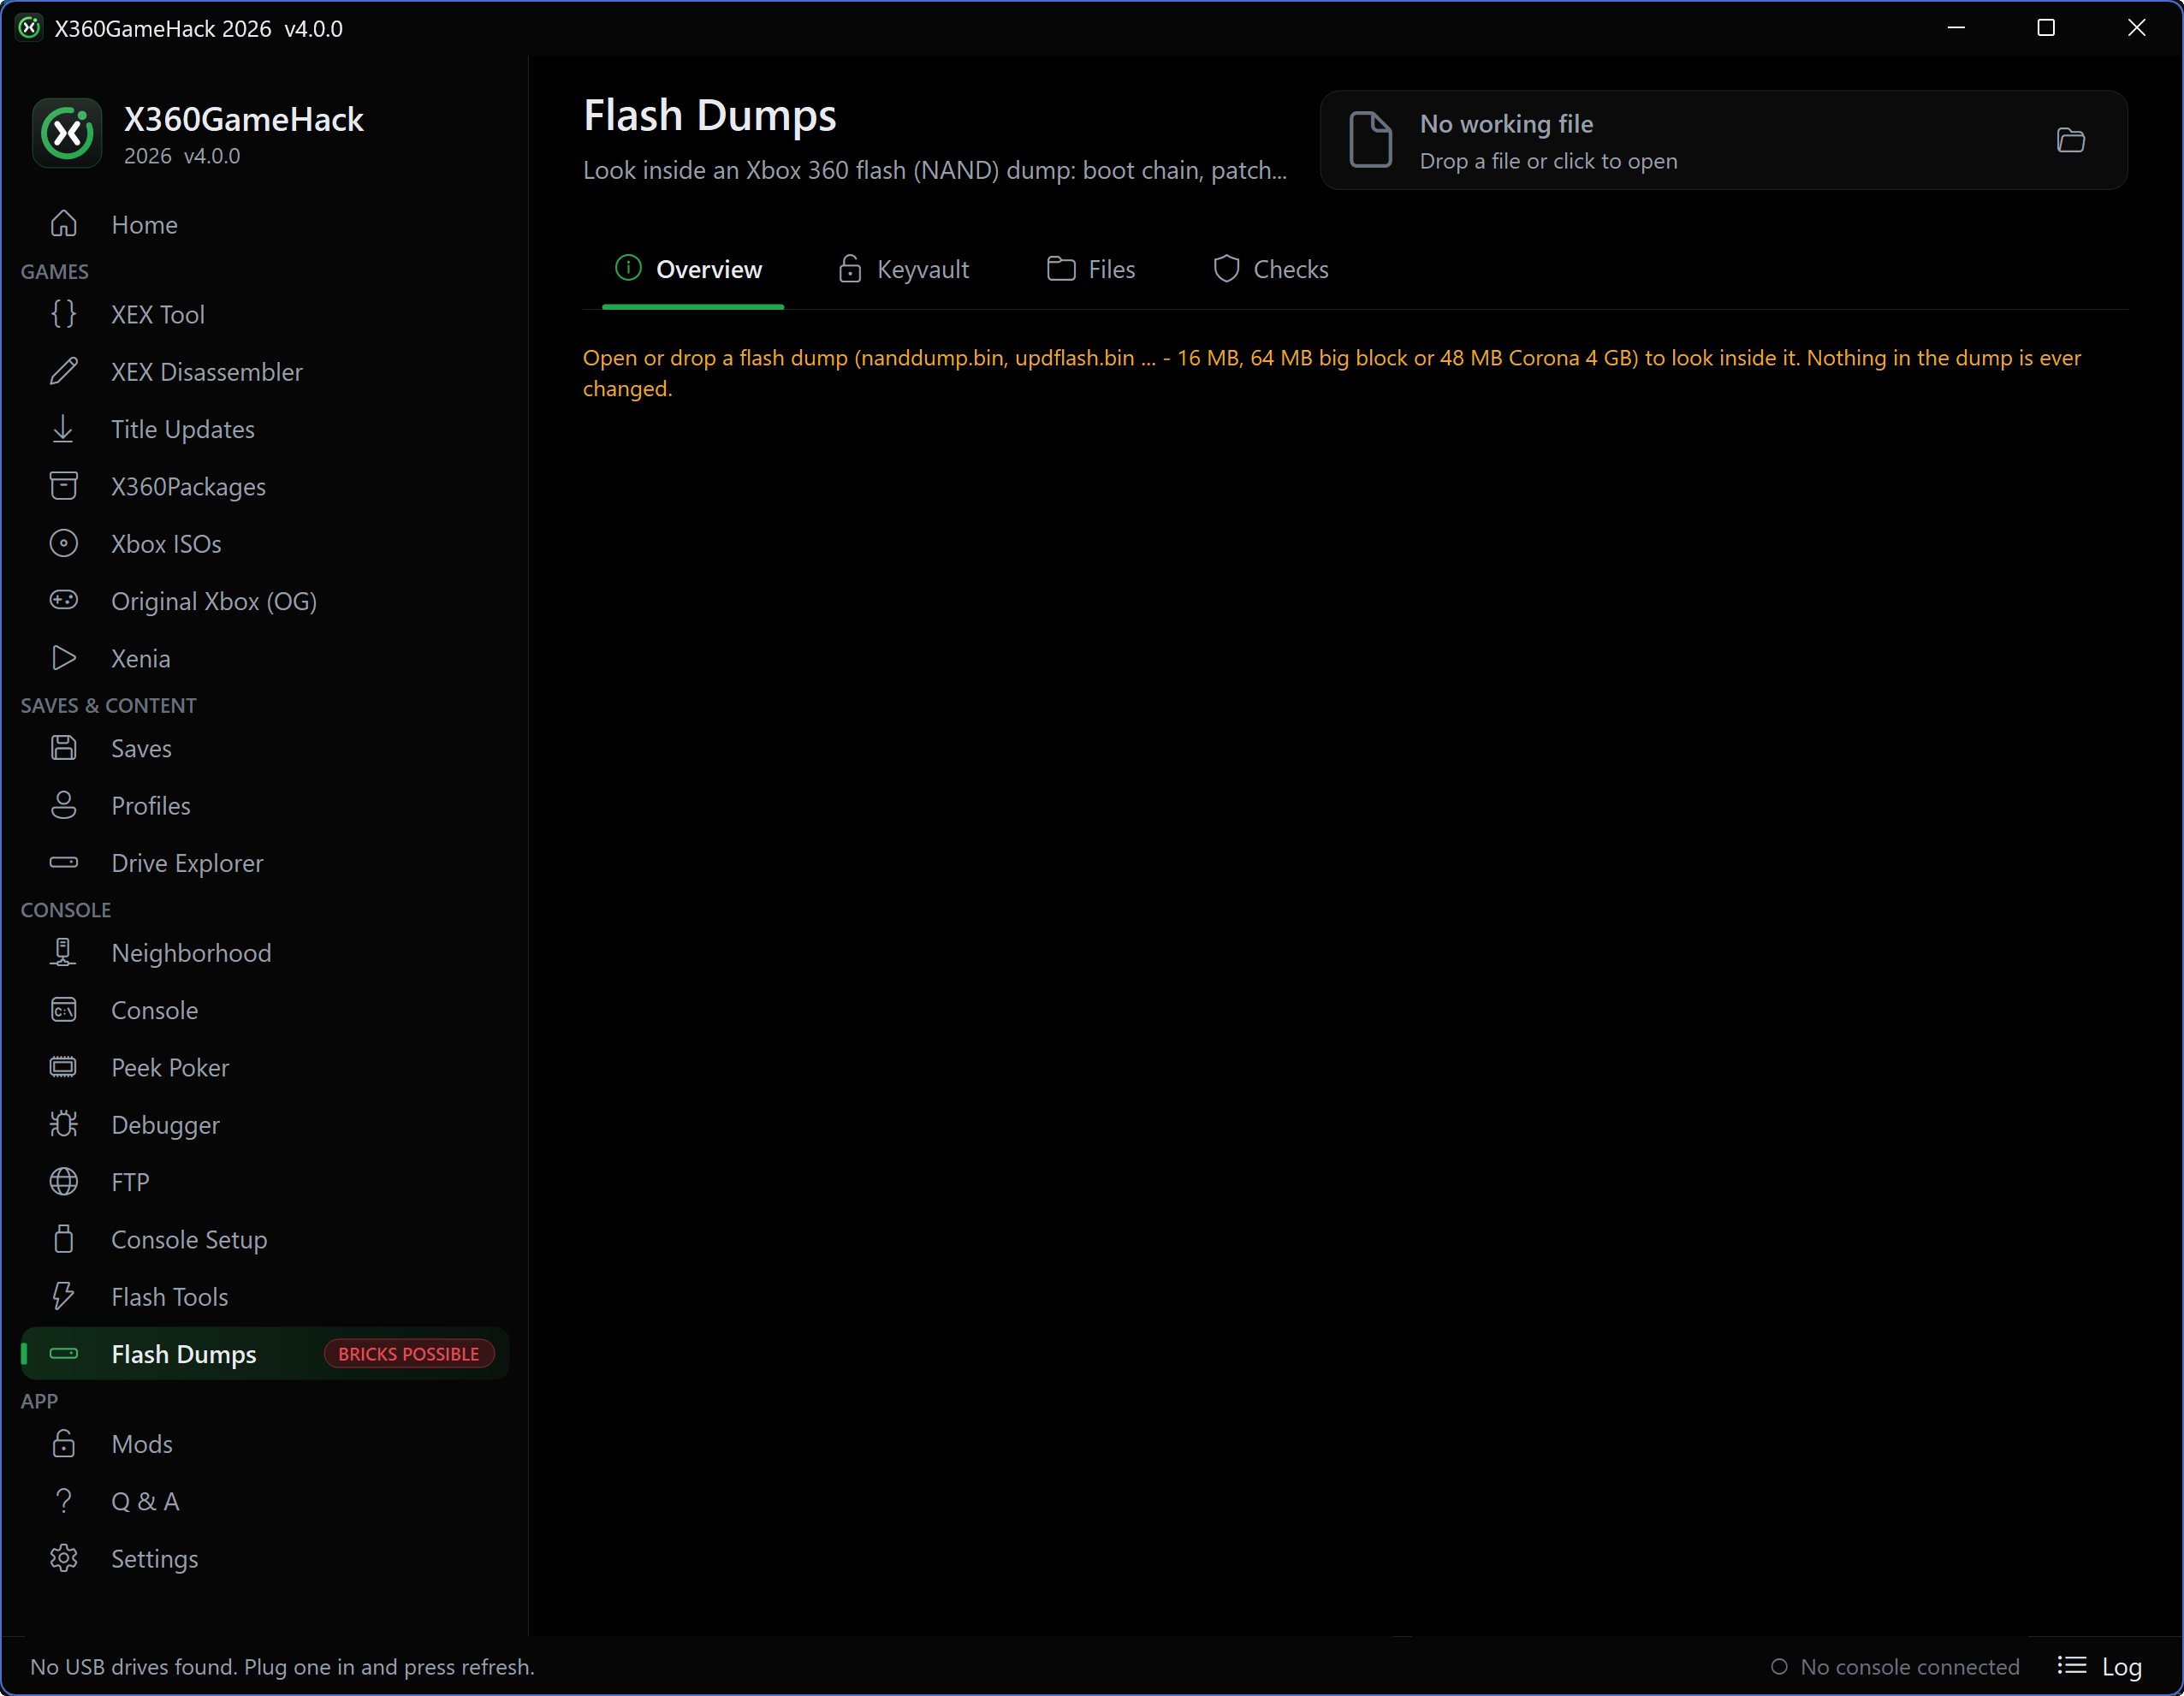 X360GameHack 2026 v4.0.0
X360GameHack
2026 v4.0.0
Home
GAMES
XEX Tool
XEX Disassembler
Title Updates
X360Packages
Xbox ISOs
Original Xbox (OG)
Xenia
SAVES & CONTENT
Saves
Profiles
Drive Explorer
CONSOLE
Neighborhood
Console
Peek Poker
Debugger
FTP
Console Setup
Flash Tools
Flash Dumps BRICKS POSSIBLE
APP
Mods
Q & A
Settings
Flash Dumps
Look inside an Xbox 360 flash (NAND) dump: boot chain, patch...
No working file
Drop a file or click to open
Overview Keyvault Files Checks
Open or drop a flash dump (nanddump.bin, updflash.bin ... - 16 MB, 64 MB big block or 48 MB Corona 4 GB) to look inside it. Nothing in the dump is ever
changed.
No USB drives found. Plug one in and press refresh.
No console connected Log